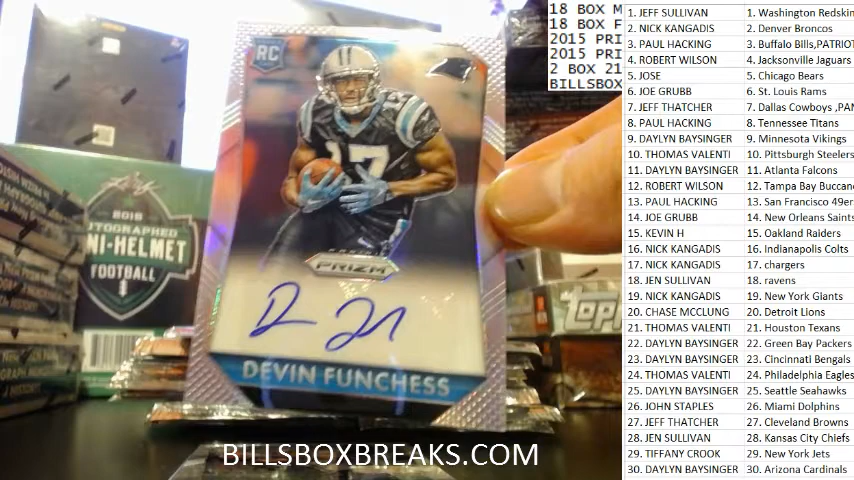 18 BOX M
18 BOX F
2015 PRI
2015 PRI
2 BOX 21
BILLSBOX
1. JEFF SULLIVAN 1. Washington Redskin
2. NICK KANGADIS 2. Denver Broncos
3. PAUL HACKING 3. Buffalo Bills,PATRIOT
4. ROBERT WILSON 4. Jacksonville Jaguars
5. JOSE 5. Chicago Bears
6. JOE GRUBB 6. St. Louis Rams
7. JEFF THATCHER 7. Dallas Cowboys ,PAN
8. PAUL HACKING 8. Tennessee Titans
9. DAYLYN BAYSINGER 9. Minnesota Vikings
10. THOMAS VALENTI 10. Pittsburgh Steelers
11. DAYLYN BAYSINGER 11. Atlanta Falcons
12. ROBERT WILSON 12. Tampa Bay Buccane
13. PAUL HACKING 13. San Francisco 49ers
14. JOE GRUBB 14. New Orleans Saints
15. KEVIN H 15. Oakland Raiders
16. NICK KANGADIS 16. Indianapolis Colts
17. NICK KANGADIS 17. chargers
18. JEN SULLIVAN 18. ravens
19. NICK KANGADIS 19. New York Giants
20. CHASE MCCLUNG 20. Detroit Lions
21. THOMAS VALENTI 21. Houston Texans
22. DAYLYN BAYSINGER 22. Green Bay Packers
23. DAYLYN BAYSINGER 23. Cincinnati Bengals
24. THOMAS VALENTI 24. Philadelphia Eagles
25. DAYLYN BAYSINGER 25. Seattle Seahawks
26. JOHN STAPLES 26. Miami Dolphins
27. JEFF THATCHER 27. Cleveland Browns
28. JEN SULLIVAN 28. Kansas City Chiefs
29. TIFFANY CROOK 29. New York Jets
30. DAYLYN BAYSINGER 30. Arizona Cardinals
RC
17
PRIZM
DEVIN FUNCHESS
LEAF
UTOGRAPHED
NI-HELMET
FOOTBALL
Topp
BILLSBOXBREAKS.COM